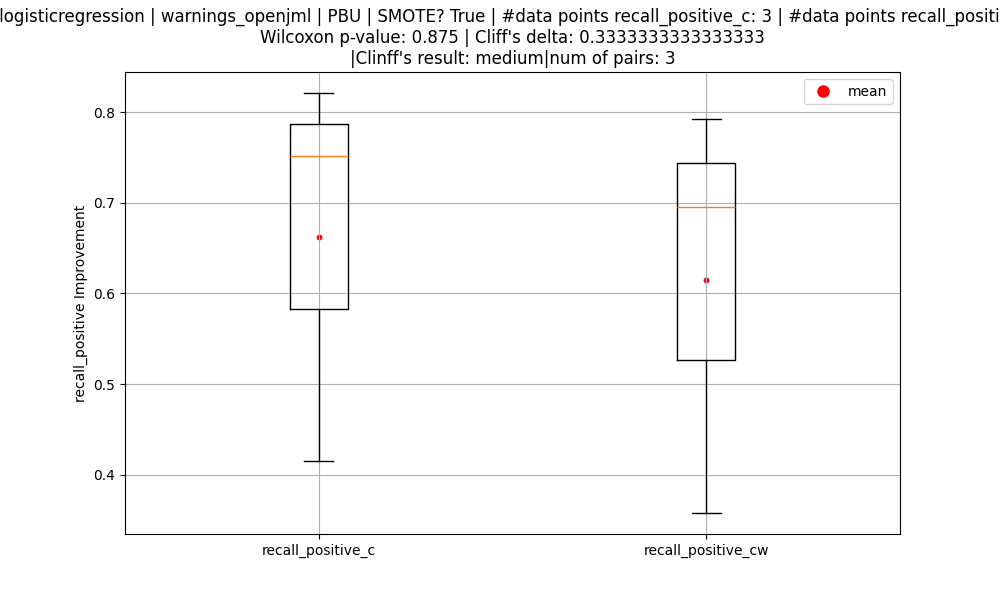 logisticregression | warnings_openjml | PBU | SMOTE? True | #data points recall_positive_c: 3 | #data points recall_positi
Wilcoxon p-value: 0.875 | Cliff's delta: 0.3333333333333333
|Clinff's result: medium|num of pairs: 3
mean
0.8
0.7
0.6
0.5
0.4
recall_positive Improvement
recall_positive_c
recall_positive_cw